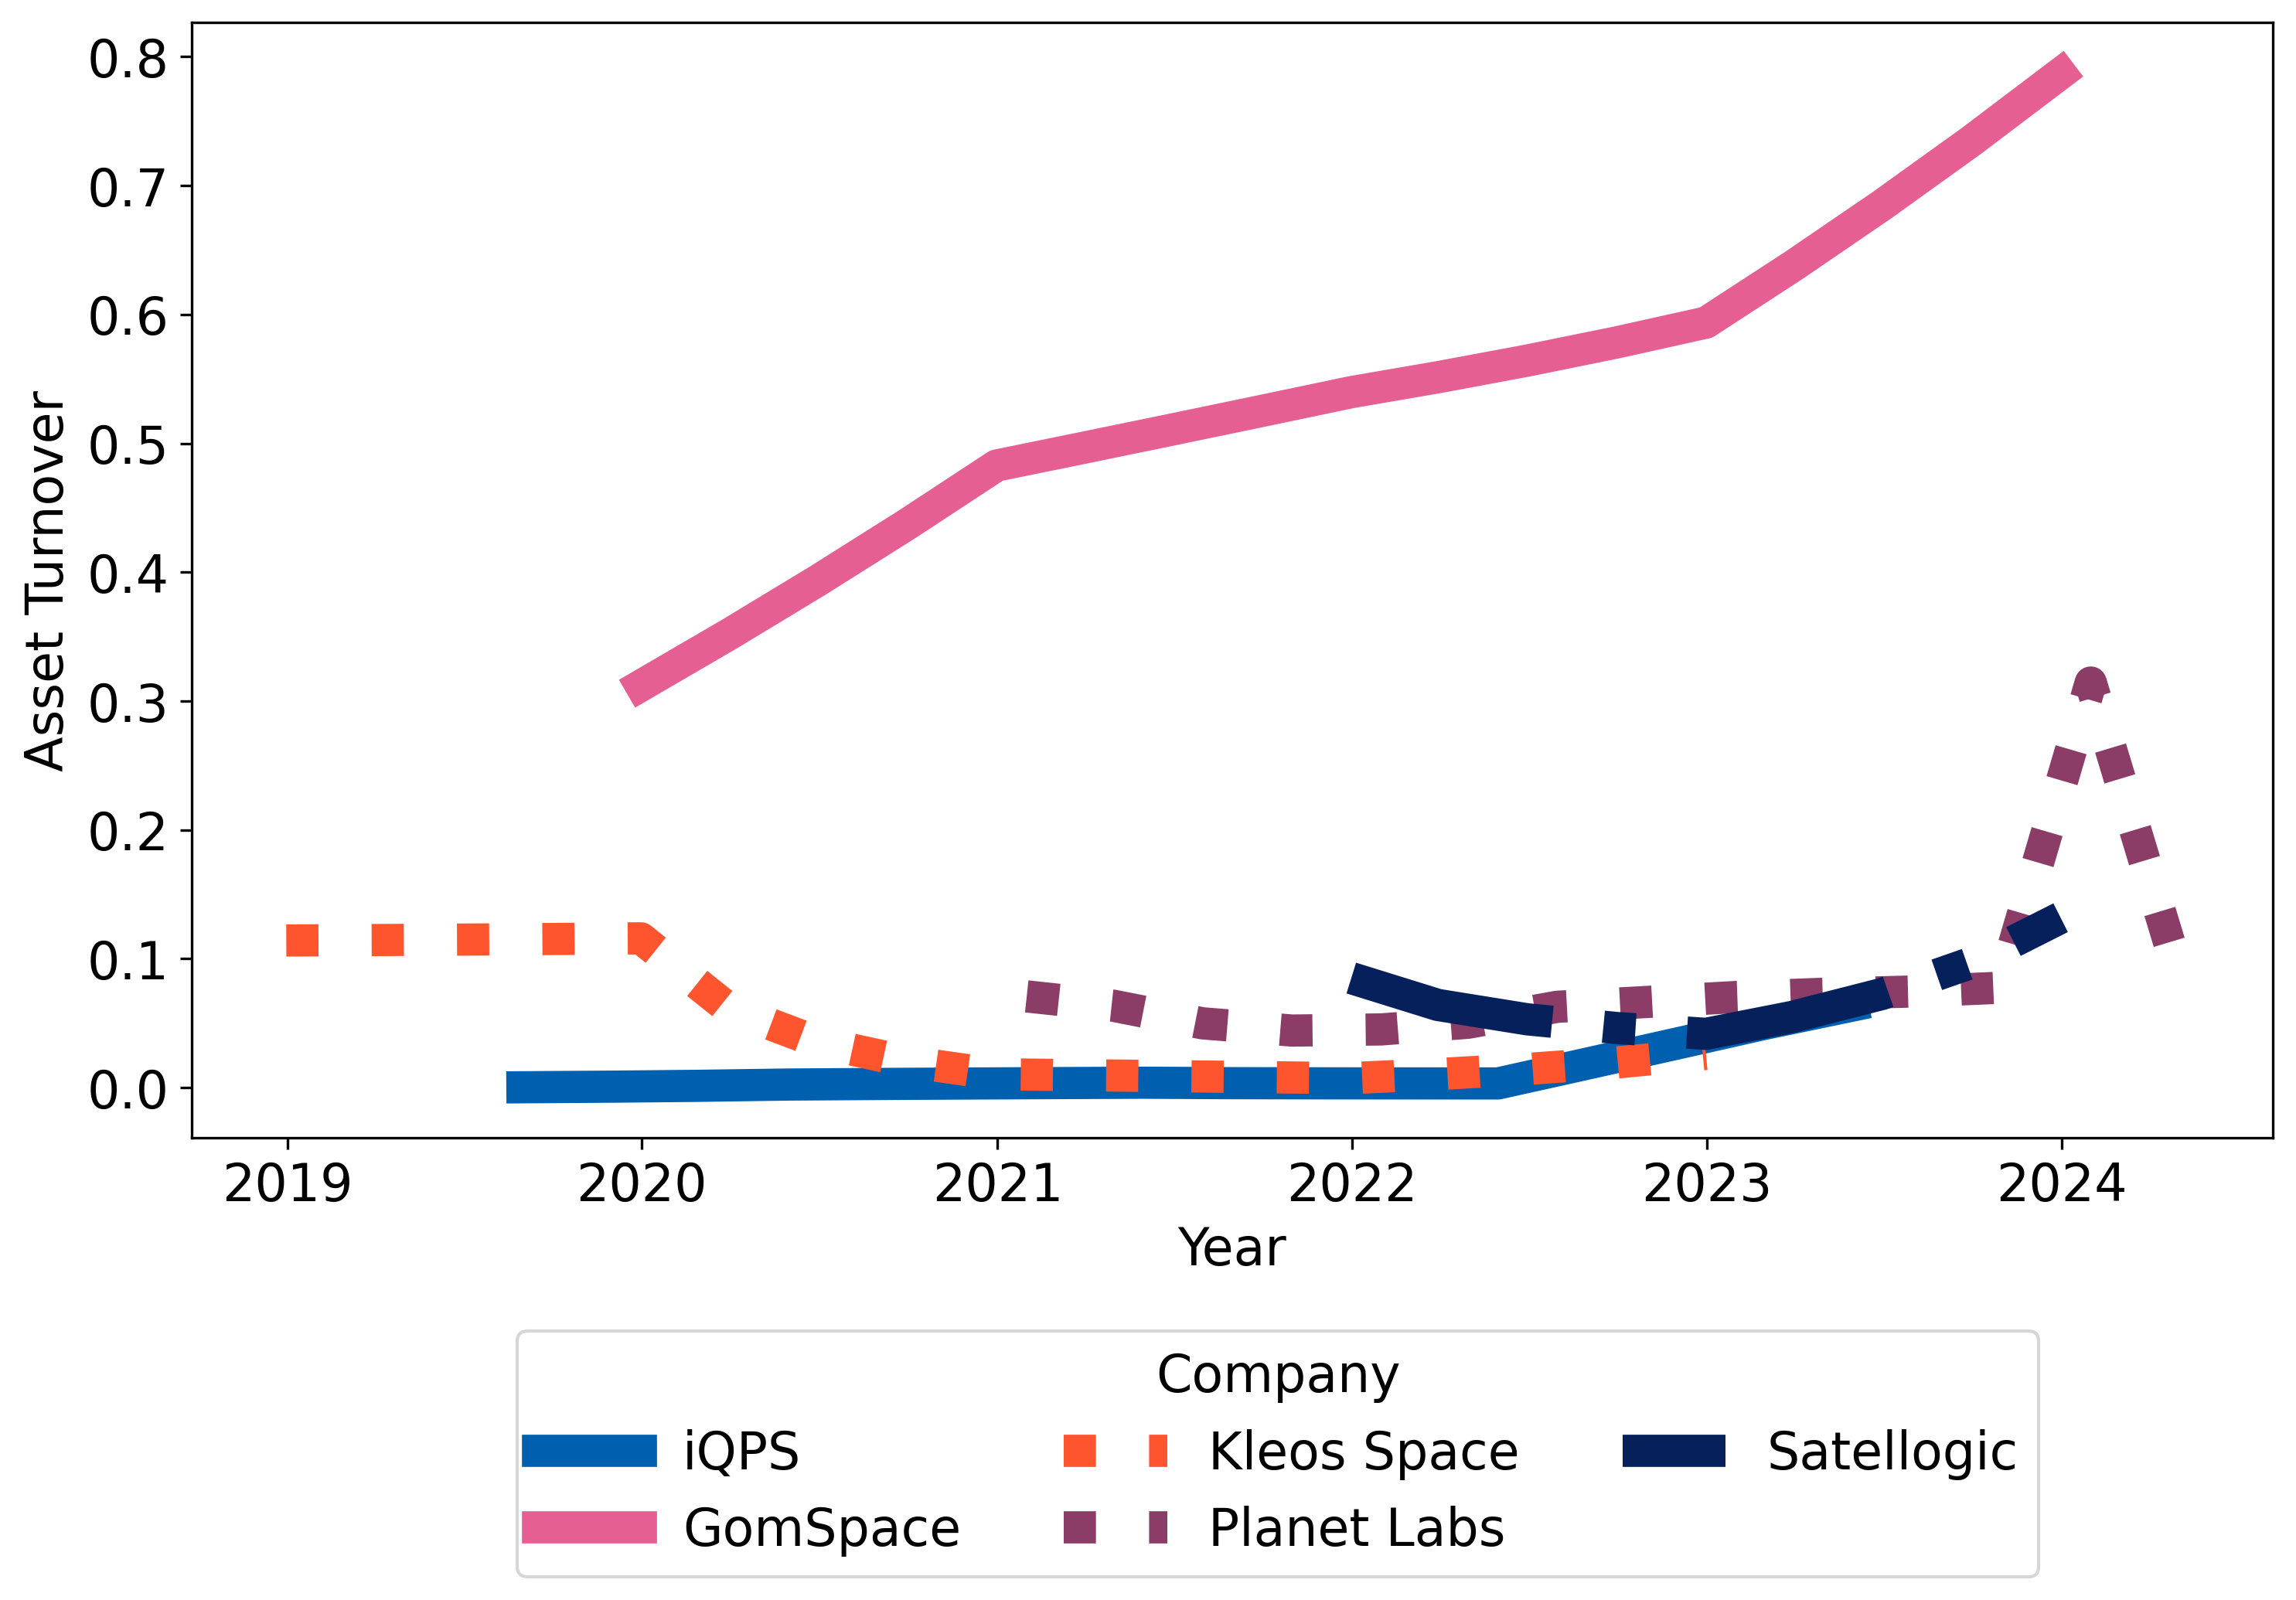 0.8
0.7
0.6
0.5
0.4
0.3
0.2
0.1
0.0
Asset Turnover
2019 2020 2021 2022 2023 2024
Year
Company
iQPS Kleos Space Satellogic
GomSpace Planet Labs